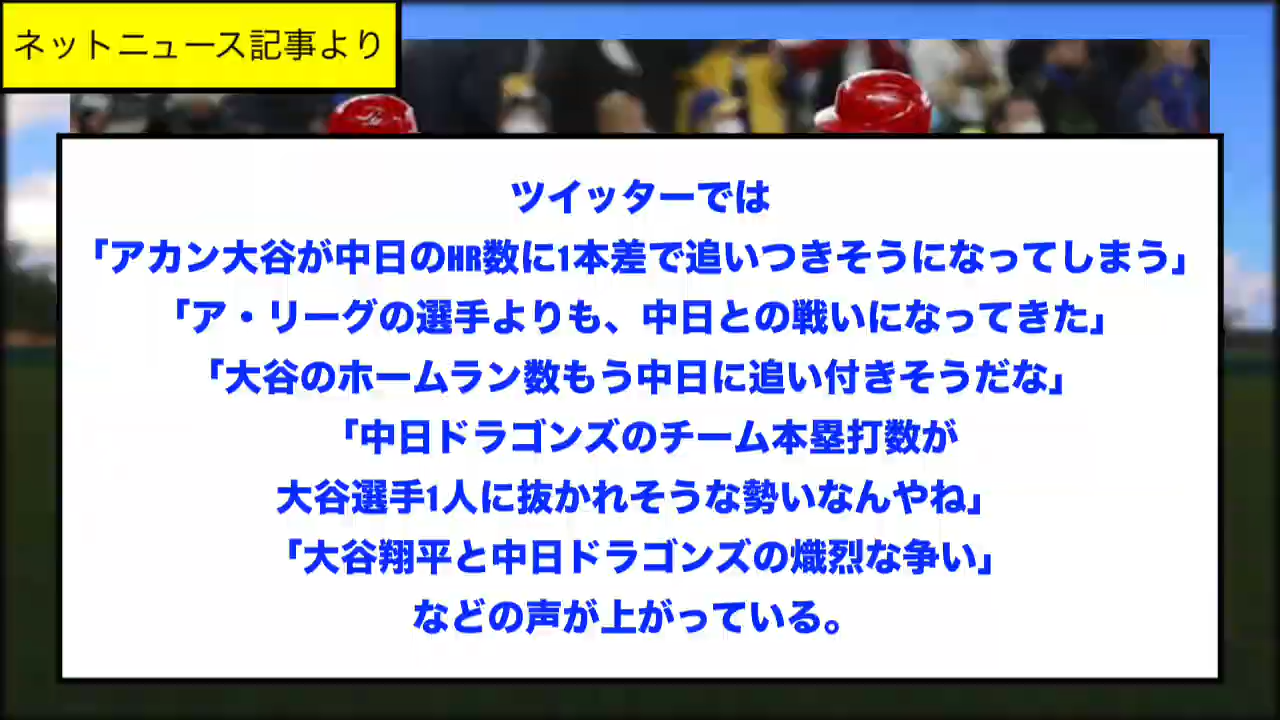 ネットニュース記事より
ツイッターでは
「アカン大谷が中日のHR数に1本差で追いつきそうになってしまう」
「ア・リーグの選手よりも、中日との戦いになってきた」
「大谷のホームラン数もう中日に追い付きそうだな」
「中日ドラゴンズのチーム本塁打数が
大谷選手1人に抜かれそうな勢いなんやね」
「大谷翔平と中日ドラゴンズの熾烈な争い」
などの声が上がっている。